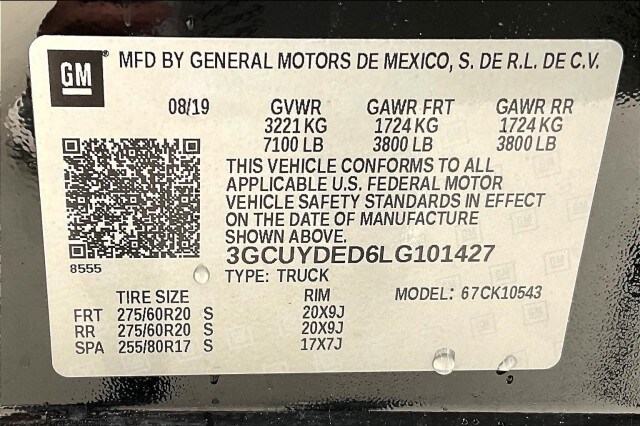 GM ® MFD BY GENERAL MOTORS DE MEXICO, S. DE R.L. DE C.V.
08/19 GVWR GAWR FRT GAWR RR
3221 KG 1724 KG 1724 KG
7100 LB 3800 LB 3800 LB
THIS VEHICLE CONFORMS TO ALL
APPLICABLE U.S. FEDERAL MOTOR
VEHICLE SAFETY STANDARDS IN EFFECT
ON THE DATE OF MANUFACTURE
SHOWN ABOVE.
3GCUYDED6LG101427
8555
TYPE: TRUCK
TIRE SIZE RIM MODEL: 67CK10543
FRT 275/60R20 S 20X9J
RR 275/60R20 S 20X9J
SPA 255/80R17 S 17X7J